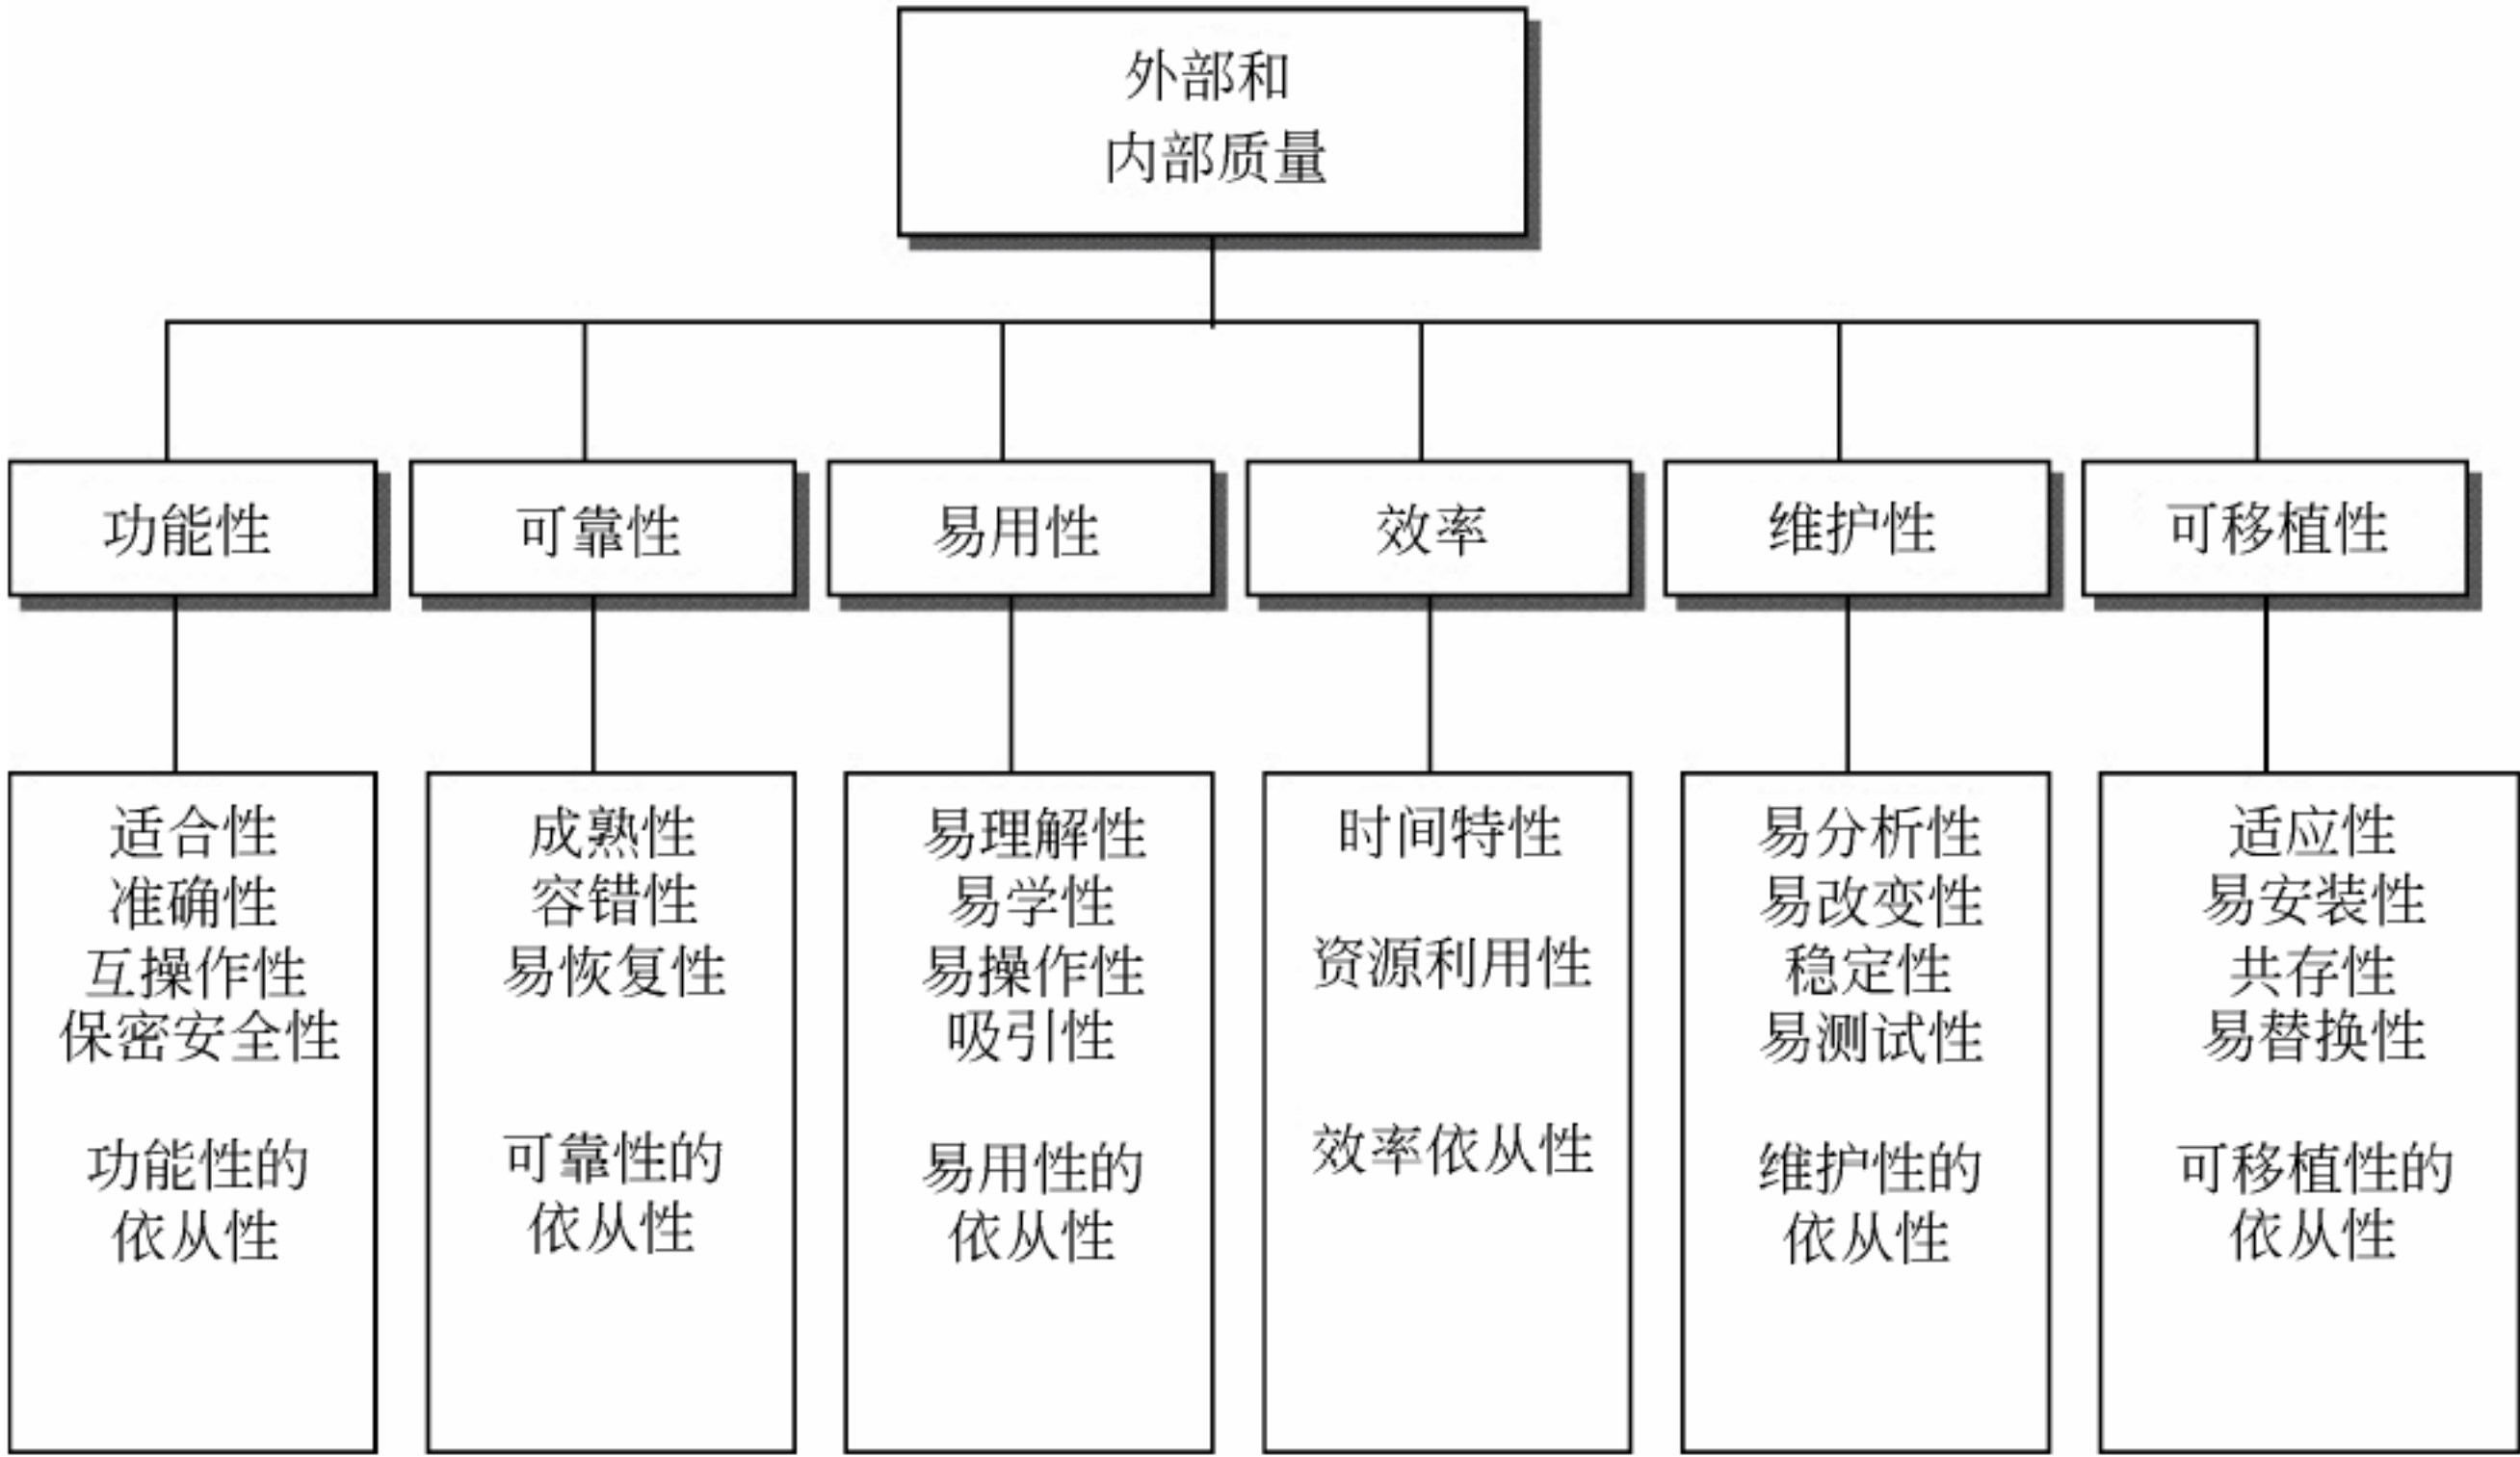 外部和
内部质量
功能性
可靠性
易用性
效率
维护性
可移植性
适合性
准确性
互操作性
保密安全性
功能性的
依从性
成熟性
容错性
易恢复性
可靠性的
依从性
易理解性
易学性
易操作性
吸引性
易用性的
依从性
时间特性
资源利用性
效率依从性
易分析性
易改变性
稳定性
易测试性
维护性的
依从性
适应性
易安装性
共存性
易替换性
可移植性的
依从性